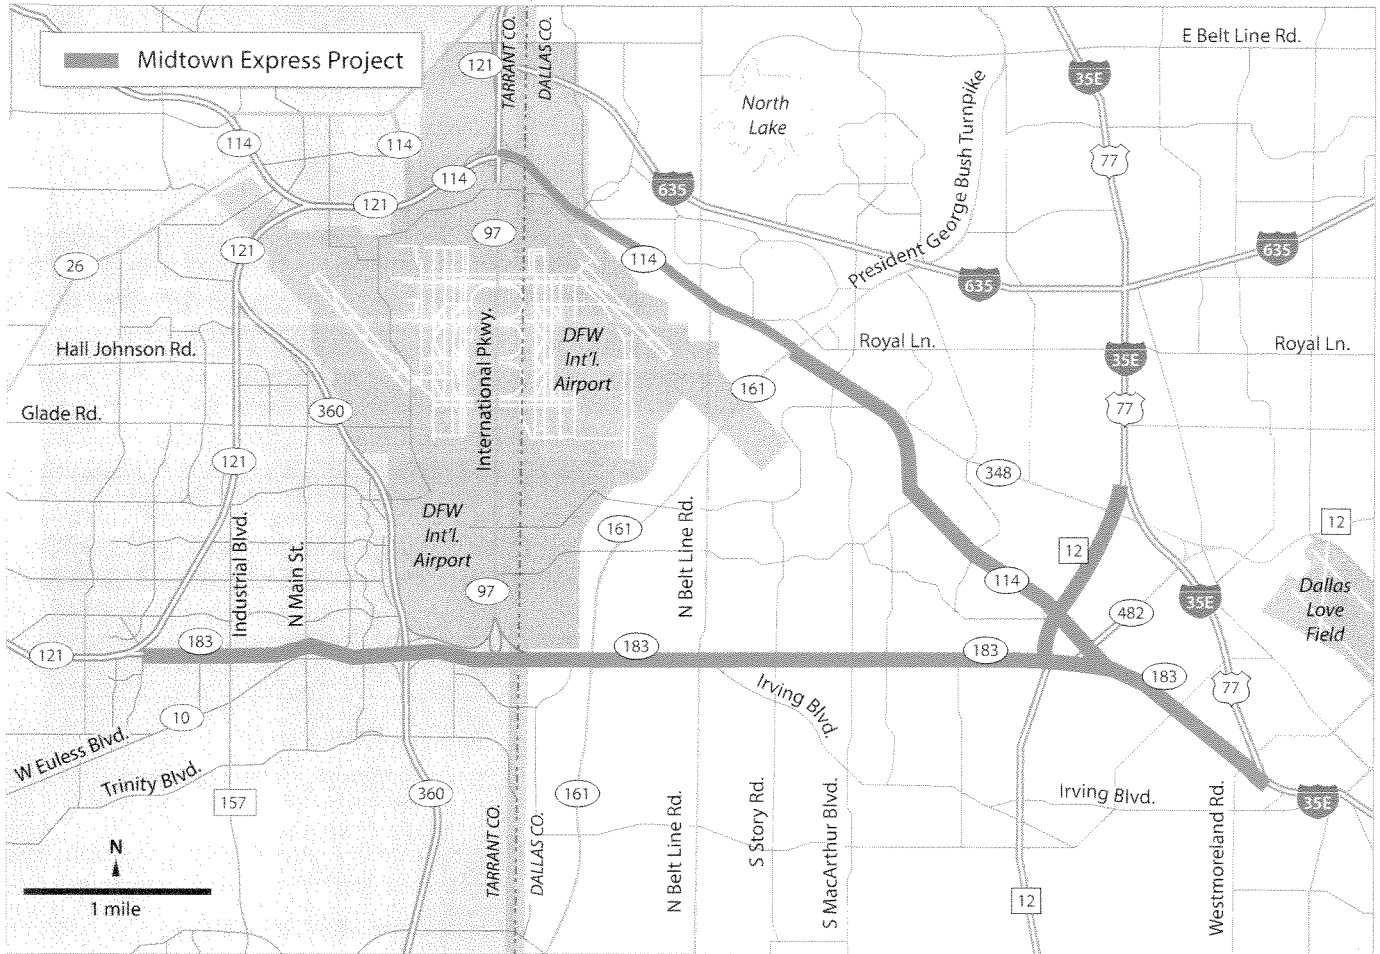 Midtown Express Project
121
TARRANT CO.
DALLAS CO.
E Belt Line Rd.
35E
North
Lake
President George Bush Turnpike
77
114
114
114
121
635
121
97
114
26
635
635
Hall Johnson Rd.
International Pkwy.
DFW
Int'l.
Airport
Royal Ln.
35E
Royal Ln.
161
Glade Rd.
360
77
121
348
DFW
Int'l.
Airport
161
N Belt Line Rd.
12
12
Industrial Blvd.
N Main St.
97
114
482
35E
Dallas
Love
Field
121
183
183
183
183
77
10
Irving Blvd.
W Euless Blvd.
Trinity Blvd.
157
360
161
TARRANT CO.
DALLAS CO.
N Belt Line Rd.
S Story Rd.
S MacArthur Blvd.
Irving Blvd.
Westmoreland Rd.
35E
12
N
1 mile